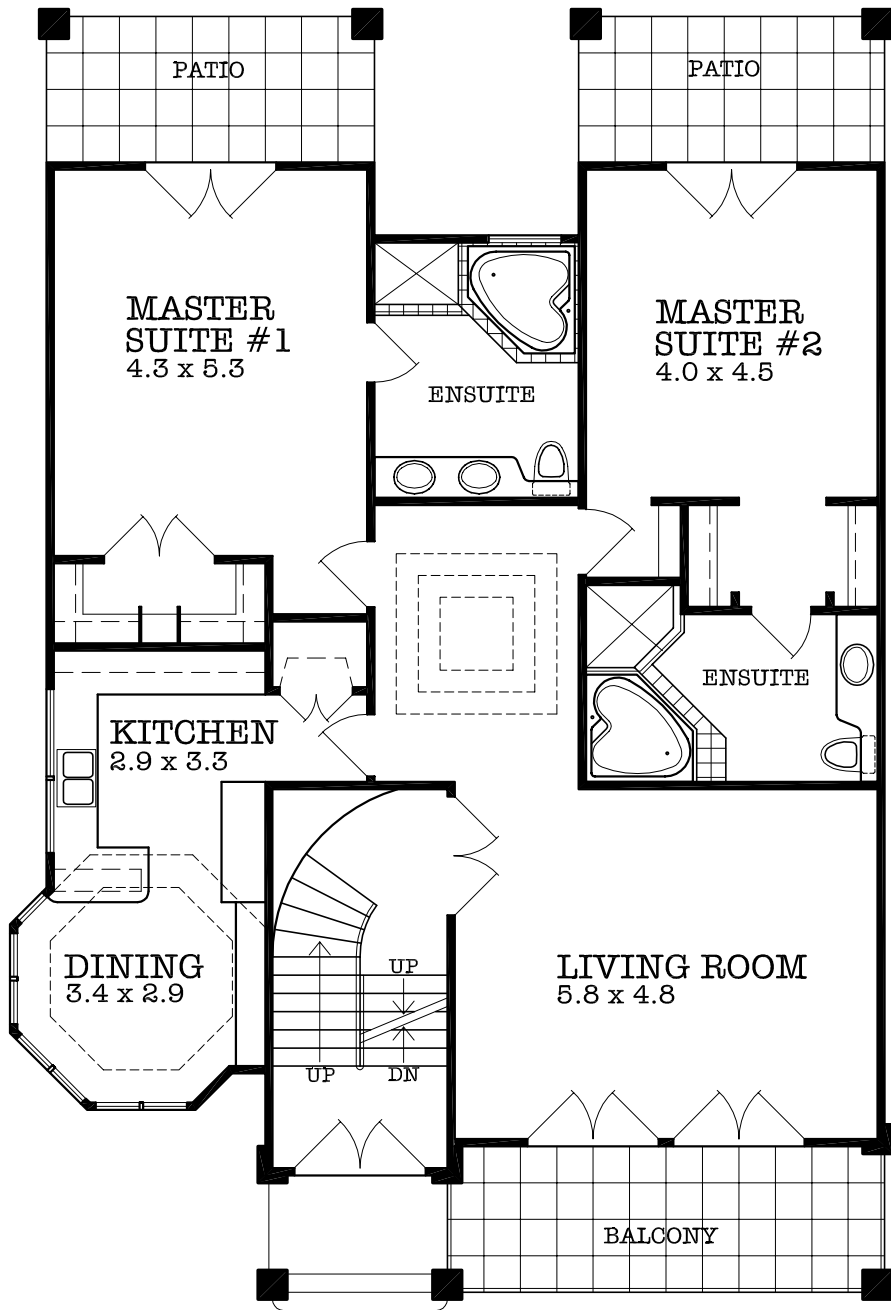 PATIO
PATIO
MASTER
SUITE #1
4.3 x 5.3
MASTER
SUITE #2
4.0 x 4.5
ENSUITE
ENSUITE
KITCHEN
2.9 x 3.3
DINING
3.4 x 2.9
UP
LIVING ROOM
5.8 x 4.8
UP
DN
BALCONY